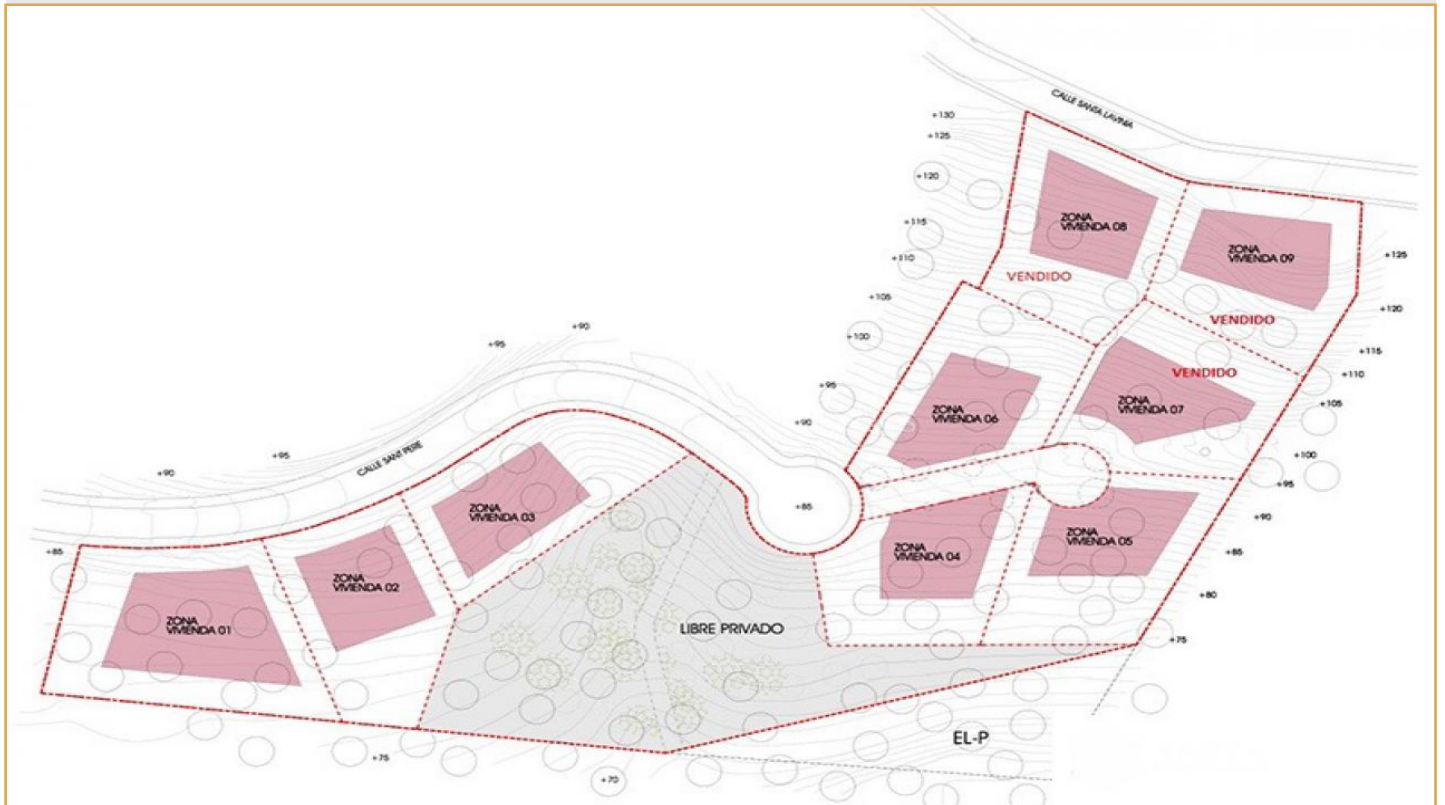 CALLE SANTA LAVINIA
+130
+125
+120
+115
+110
+105
+100
+95
+90
ZONA
VIVIENDA 08
VENDIDO
ZONA
VIVIENDA 09
VENDIDO
+125
+120
+115
+110
+105
+100
+95
+90
+85
+80
+75
ZONA
VIVIENDA 06
VENDIDO
ZONA
VIVIENDA 07
+90
+95
CALLE SANT PERE
+95
+90
+85
+85
ZONA
VIVIENDA 03
ZONA
VIVIENDA 02
ZONA
VIVIENDA 01
ZONA
VIVIENDA 04
ZONA
VIVIENDA 05
LIBRE PRIVADO
EL-P
+75
+70